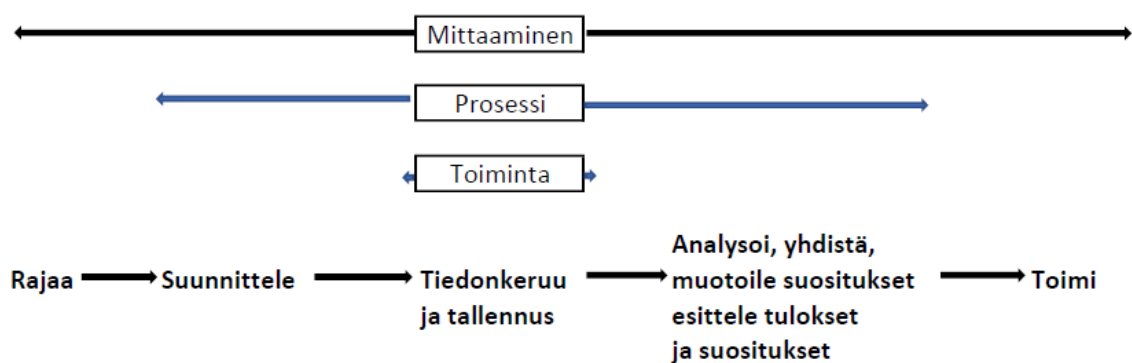 Mittaaminen
Prosessi
Toiminta
Rajaa
Suunnittele
Tiedonkeruu
ja tallennus
Analysoi, yhdistä,
muotoile suositukset
esittele tulokset
ja suositukset
Toimi